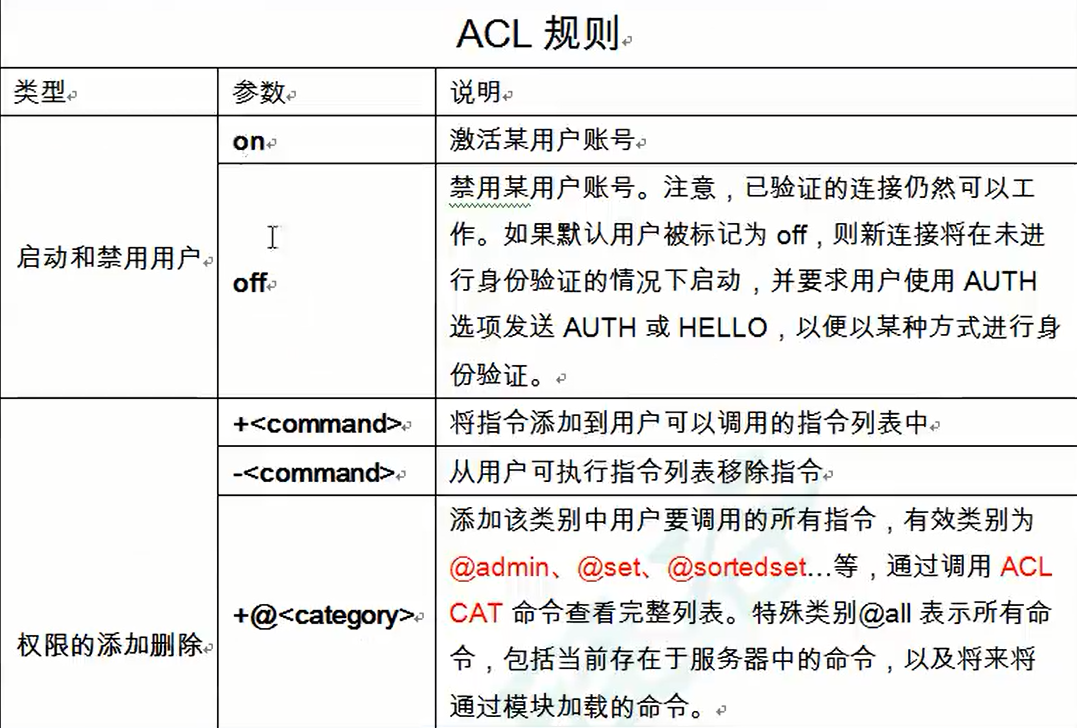 ACL 规则
类型
参数
说明
启动和禁用用户
on
激活某用户账号
off
禁用某用户账号。注意，已验证的连接仍然可以工
作。如果默认用户被标记为 off，则新连接将在未进
行身份验证的情况下启动，并要求用户使用 AUTH
选项发送 AUTH 或 HELLO，以便以某种方式进行身
份验证。
权限的添加删除
+<command>
将指令添加到用户可以调用的指令列表中
-<command>
从用户可执行指令列表移除指令
+@<category>
添加该类别中用户要调用的所有指令，有效类别为
@admin、@set、@sortedset...等，通过调用 ACL
CAT 命令查看完整列表。特殊类别@all 表示所有命
令，包括当前存在于服务器中的命令，以及将来将
通过模块加载的命令。